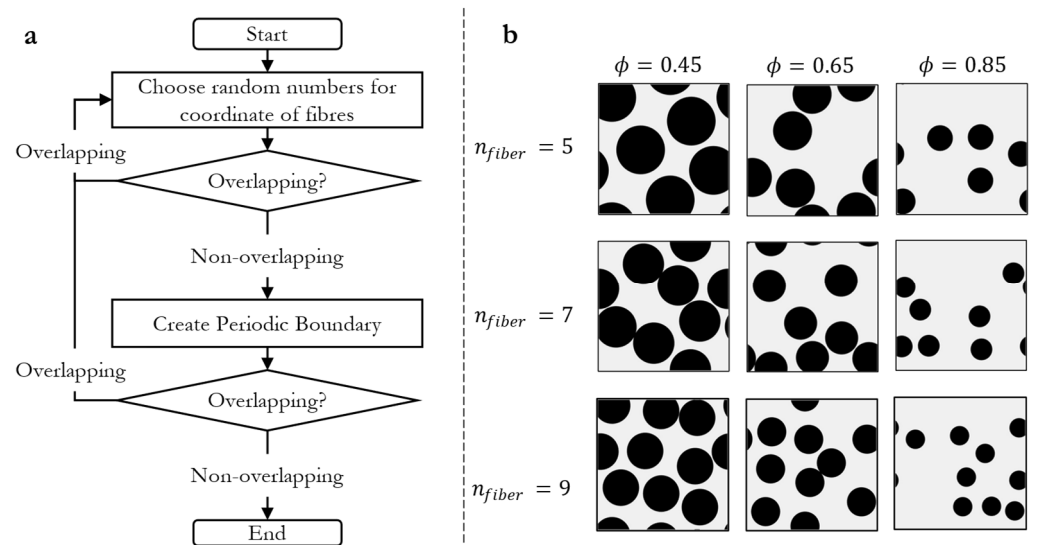 a
Start
Choose random numbers for
coordinate of fibres
Overlapping
Overlapping?
Non-overlapping
Create Periodic Boundary
Overlapping
Overlapping?
Non-overlapping
End
b
ϕ = 0.45
ϕ = 0.65
ϕ = 0.85
n_fiber = 5
n_fiber = 7
n_fiber = 9